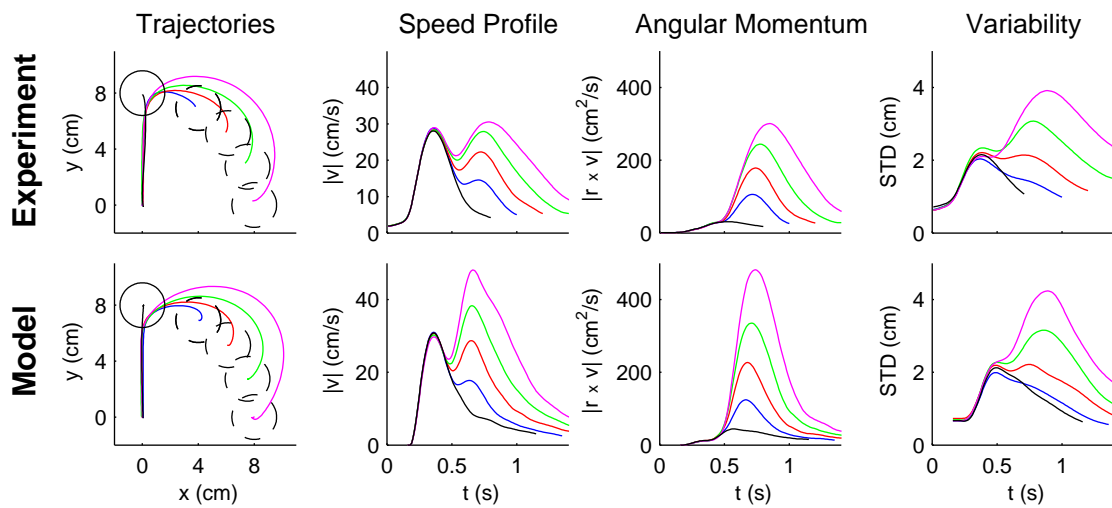 Trajectories Speed Profile Angular Momentum Variability
Experiment
y (cm)
8
4
0
|v| (cm/s)
40
30
20
10
0
|r x v| (cm²/s)
400
200
0
STD (cm)
6
4
2
0
Model
y (cm)
8
4
0
0 4 8
x (cm)
|v| (cm/s)
40
20
0
0 0.5 1
t (s)
|r x v| (cm²/s)
400
200
0
0 0.5 1
t (s)
STD (cm)
4
2
0
0 0.5 1
t (s)